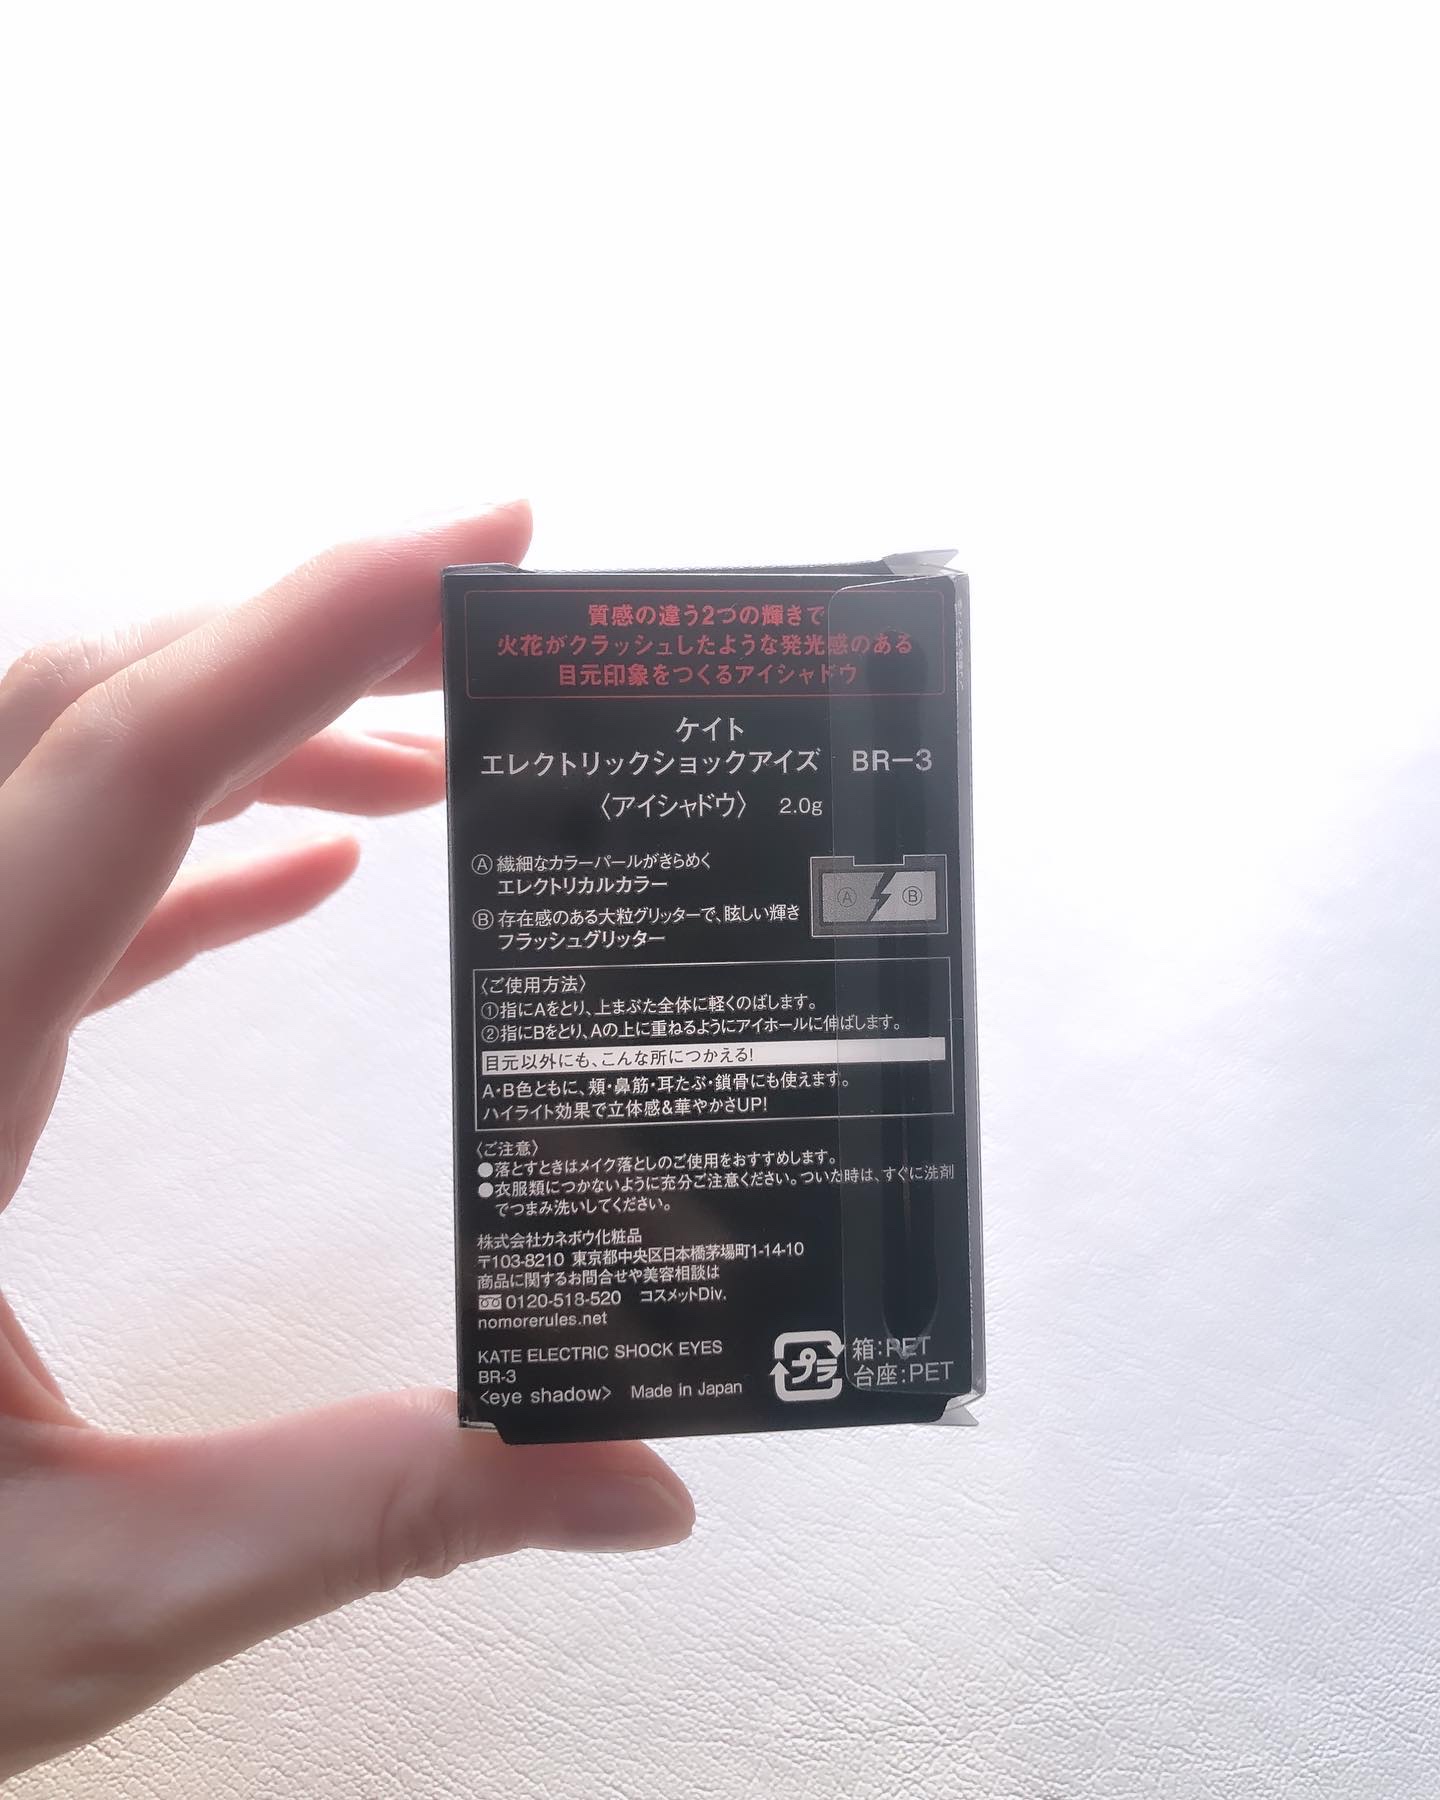 質感の違う2つの輝きで
火花がクラッシュしたような発光感のある
目元印象をつくるアイシャドウ
ケイト
エレクトリックショックアイズ BR-3
〈アイシャドウ〉 2.0g
Ⓐ繊細なカラーパールがきらめく
エレクトリカルカラー
Ⓑ存在感のある大粒グリッターで、眩しい輝き
フラッシュグリッター
Ⓐ Ⓑ
〈ご使用方法〉
①指にAをとり、上まぶた全体に軽くのばします。
②指にBをとり、Aの上に重ねるようにアイホールに伸ばします。
目元以外にも、こんな所につかえる!
A・B色ともに、頬・鼻筋・耳たぶ・鎖骨にも使えます。
ハイライト効果で立体感&華やかさUP!
〈ご注意〉
●落とすときはメイク落としのご使用をおすすめします。
●衣服類につかないように充分ご注意ください。ついた時は、すぐに洗剤
でつまみ洗いしてください。
株式会社カネボウ化粧品
〒103-8210 東京都中央区日本橋茅場町1-14-10
商品に関するお問合せや美容相談は
0120-518-520 コスメットDiv.
nomorerules.net
KATE ELECTRIC SHOCK EYES
BR-3
<eye shadow> Made in Japan
プラ
箱:PET
台座:PET